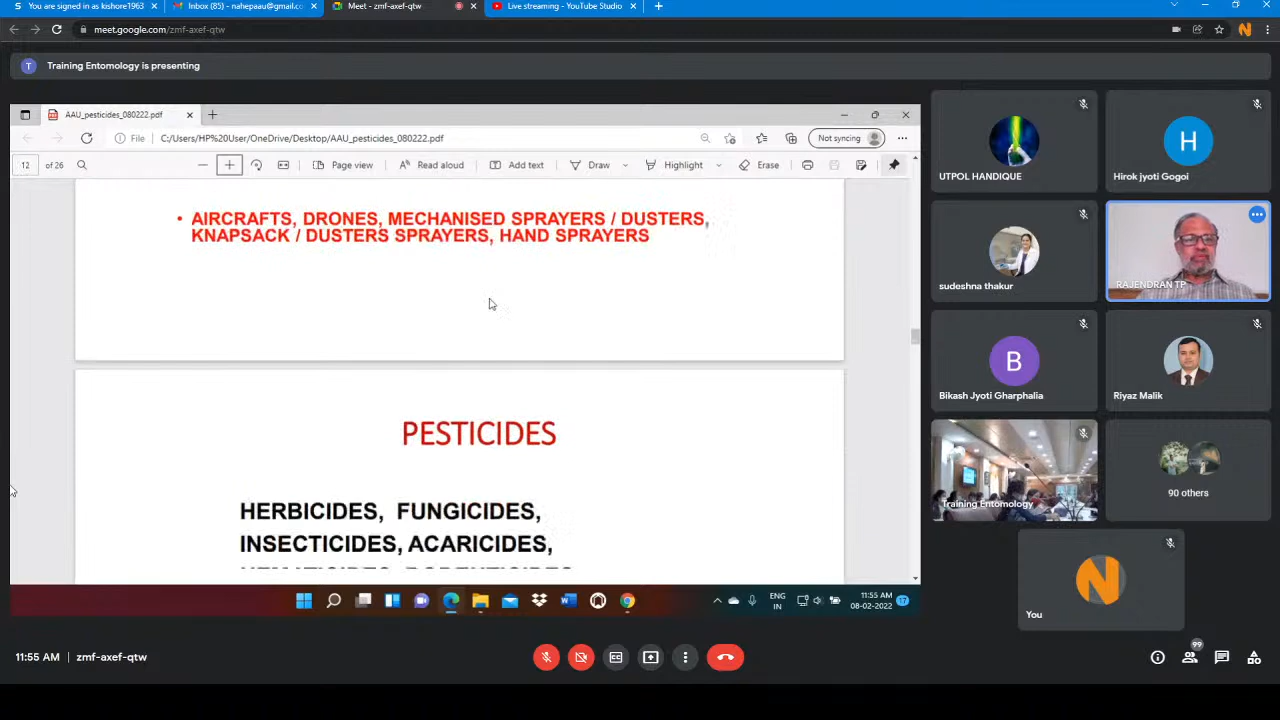 You are signed in as kishore1963
Inbox (85) - nahepaau@gmail.co
Meet - zmf-axef-qtw
Live streaming - YouTube Studio
meet.google.com/zmf-axef-qtw
T
Training Entomology is presenting
AAU_pesticides_080222.pdf
File
C:/Users/HP%20User/OneDrive/Desktop/AAU_pesticides_080222.pdf
Not syncing
12 of 26
Page view
Read aloud
Add text
Draw
Highlight
Erase
• AIRCRAFTS, DRONES, MECHANISED SPRAYERS / DUSTERS,
KNAPSACK / DUSTERS SPRAYERS, HAND SPRAYERS
PESTICIDES
HERBICIDES, FUNGICIDES,
INSECTICIDES, ACARICIDES,
ENG
IN
11:55 AM
08-02-2022
17
UTPOL HANDIQUE
H
Hirok jyoti Gogoi
sudeshna thakur
RAJENDRAN TP
B
Bikash Jyoti Gharphalia
Riyaz Malik
Training Entomology
90 others
N
You
11:55 AM | zmf-axef-qtw
99